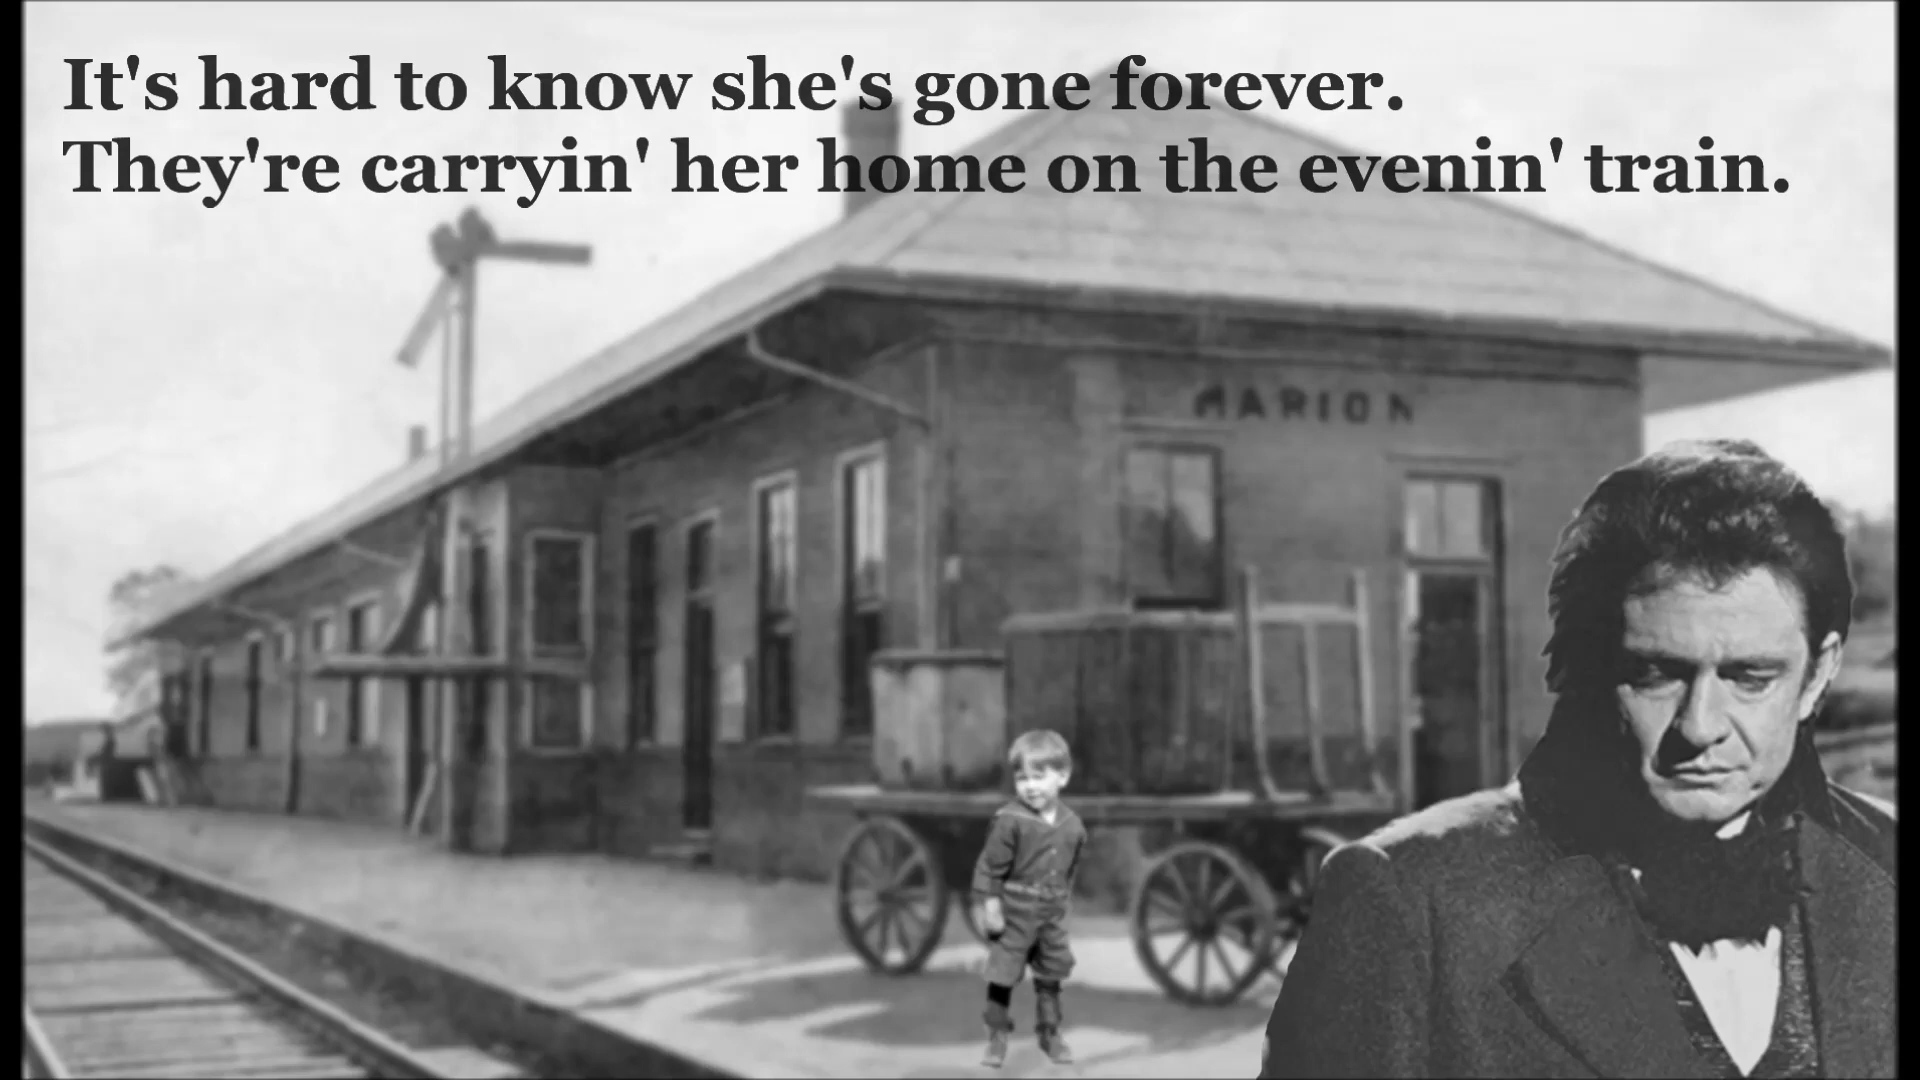 It's hard to know she's gone forever.
They're carryin' her home on the evenin' train.
MARION